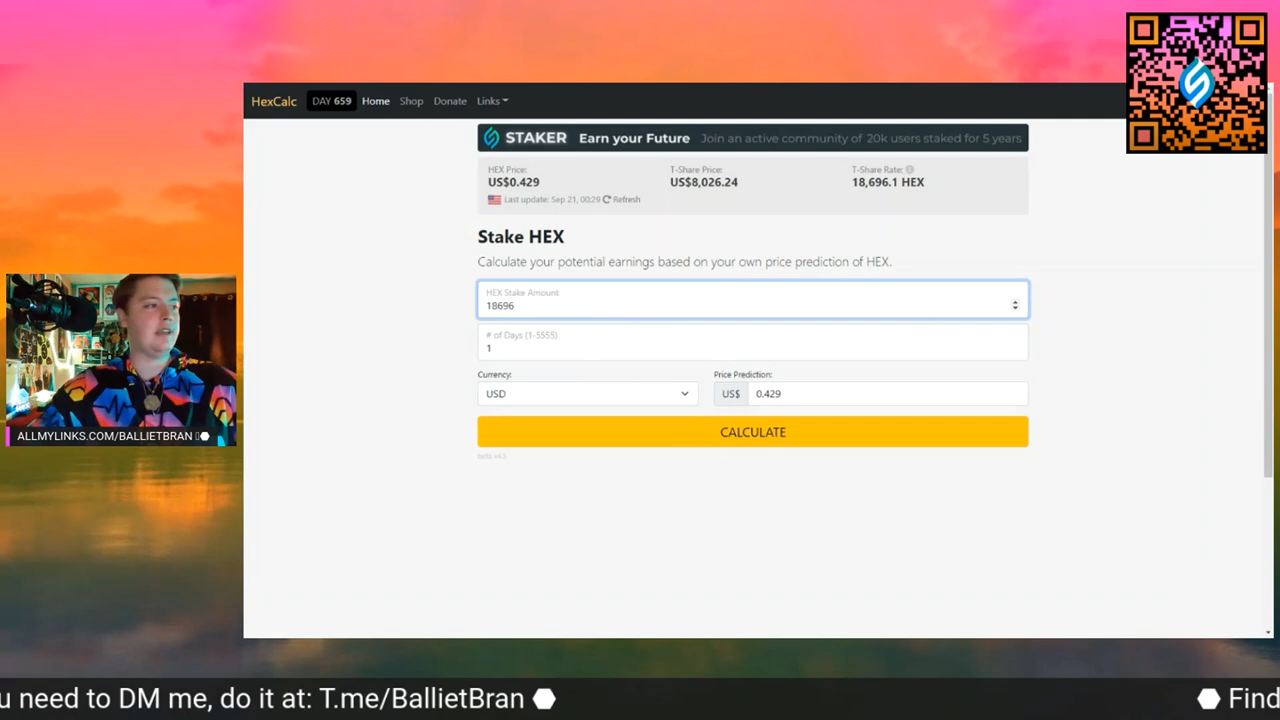 HexCalc DAY 659 Home Shop Donate Links
STAKER Earn your Future Join an active community of 20k users staked for 5 years
HEX Price: T-Share Price: T-Share Rate:
US$0.429 US$8,026.24 18,696.1 HEX
Last update: Sep 21, 00:29 Refresh
Stake HEX
Calculate your potential earnings based on your own price prediction of HEX.
HEX Stake Amount
18696
# of Days (1-5555)
1
Currency: Price Prediction:
USD US$ 0.429
CALCULATE
beta v4.3
ALLMYLINKS.COM/BALLIETBRAN
u need to DM me, do it at: T.me/BallietBran Find